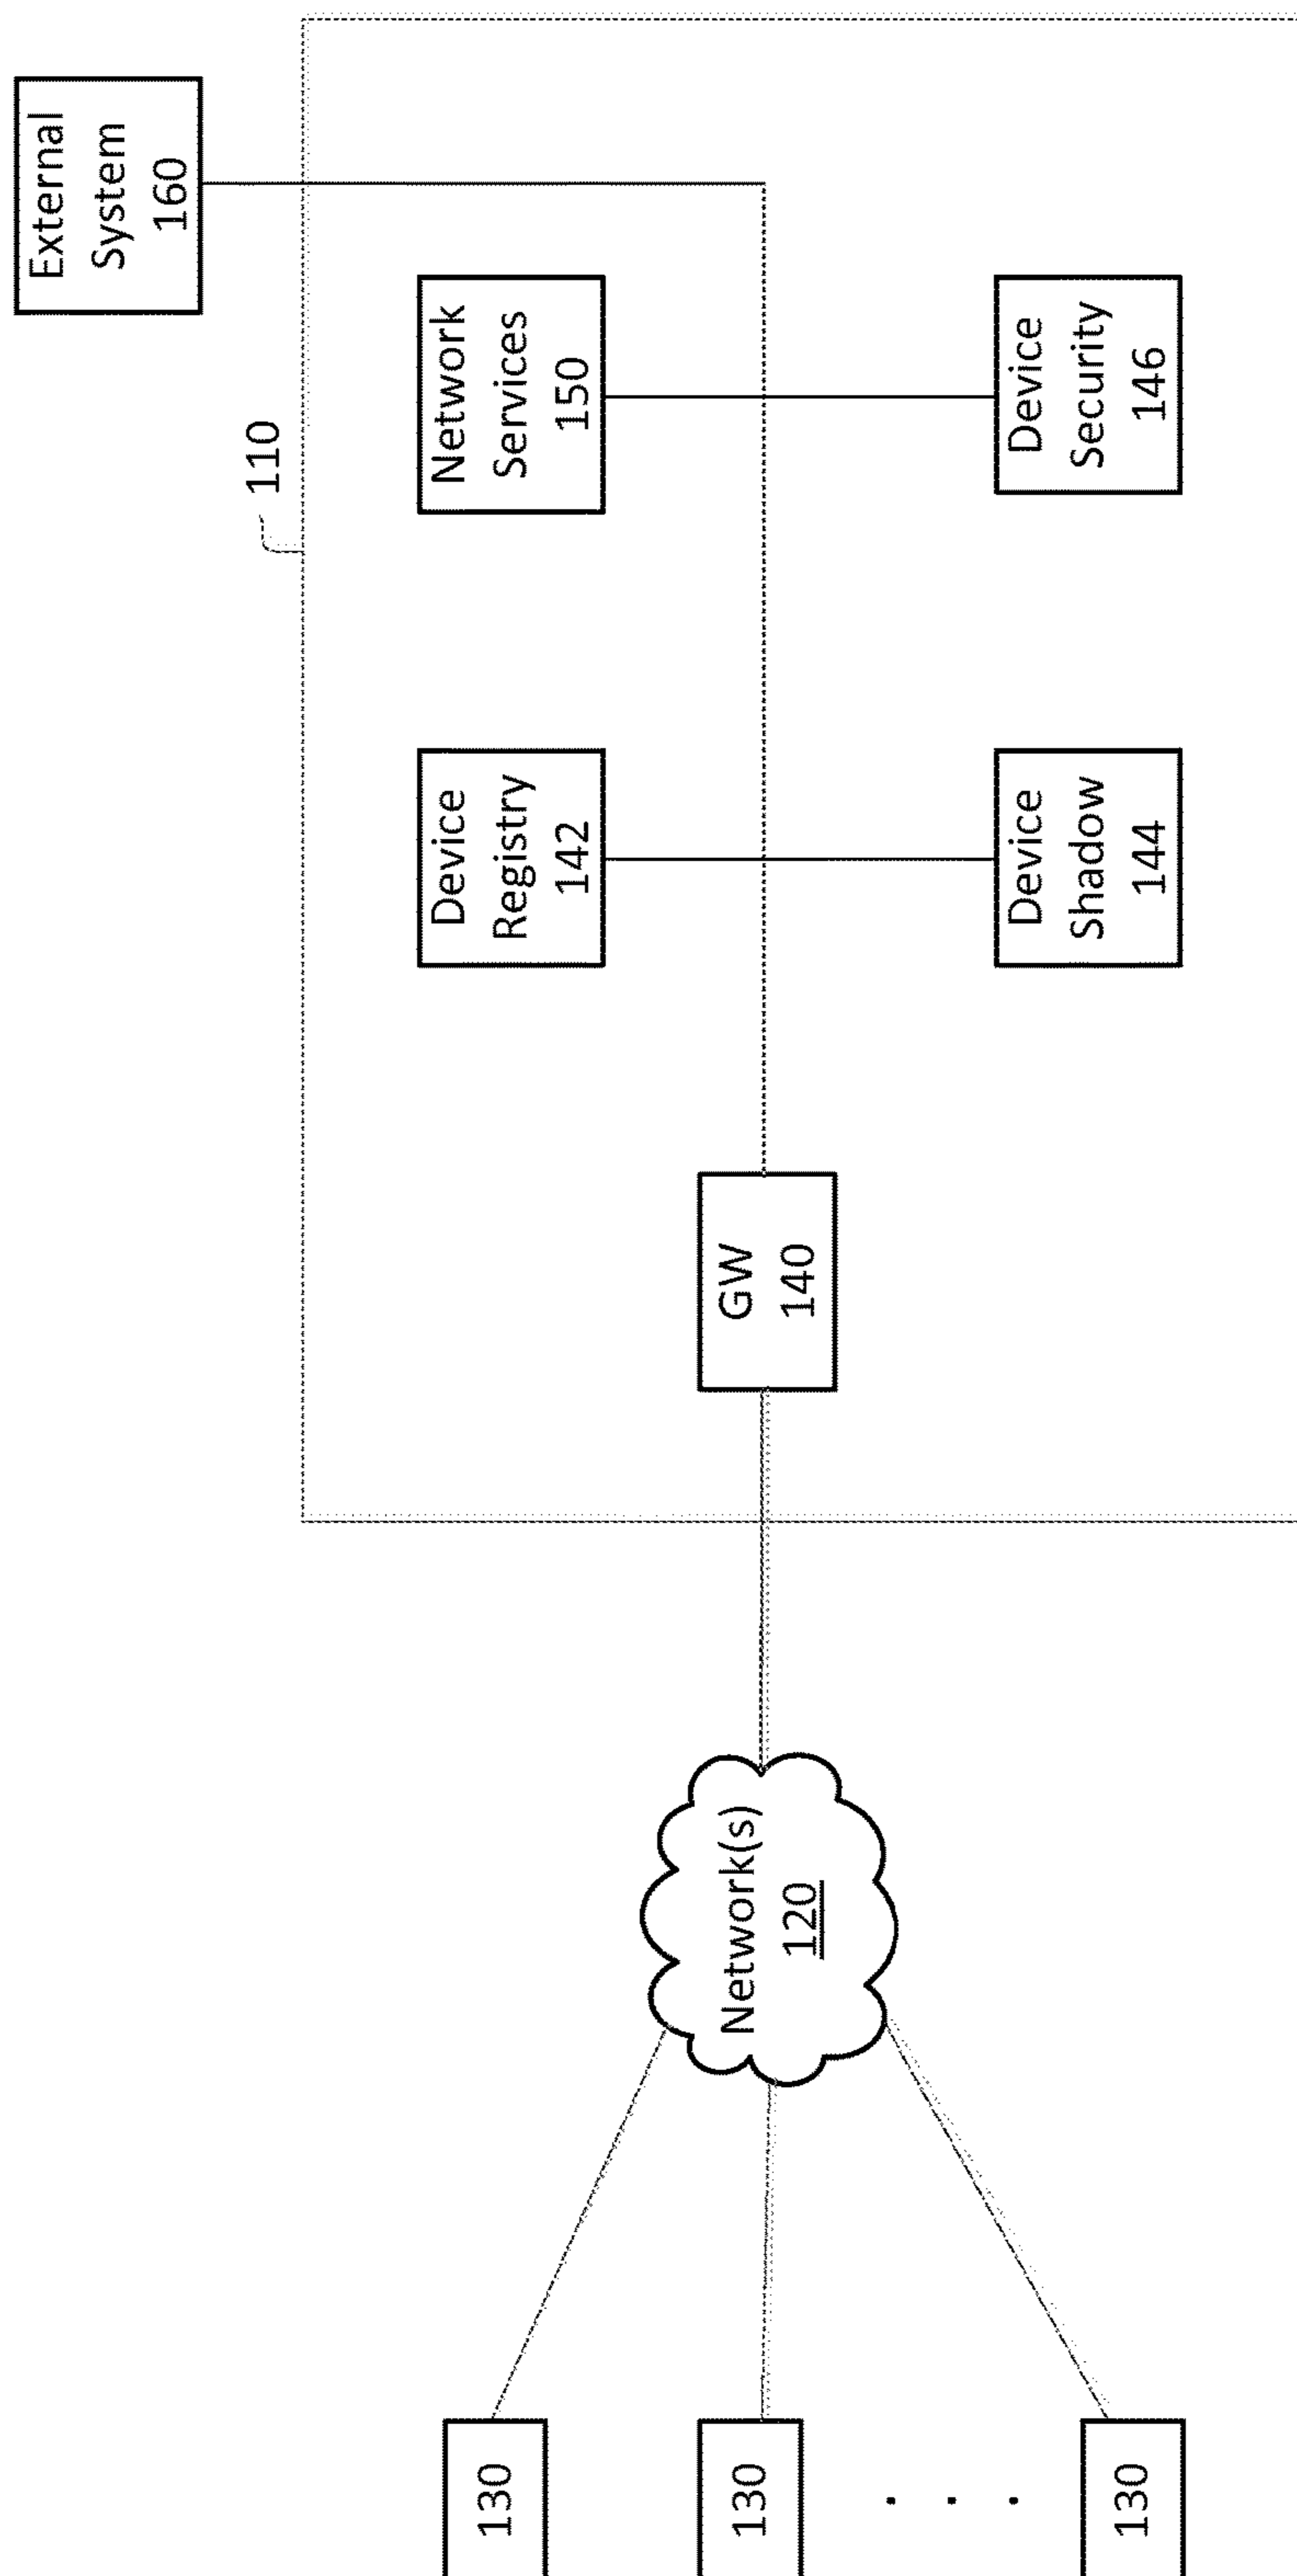 External
System
160
110
Network
Services
150
Device
Security
146
Device
Registry
142
Device
Shadow
144
GW
140
Network(s)
120
130
130
130